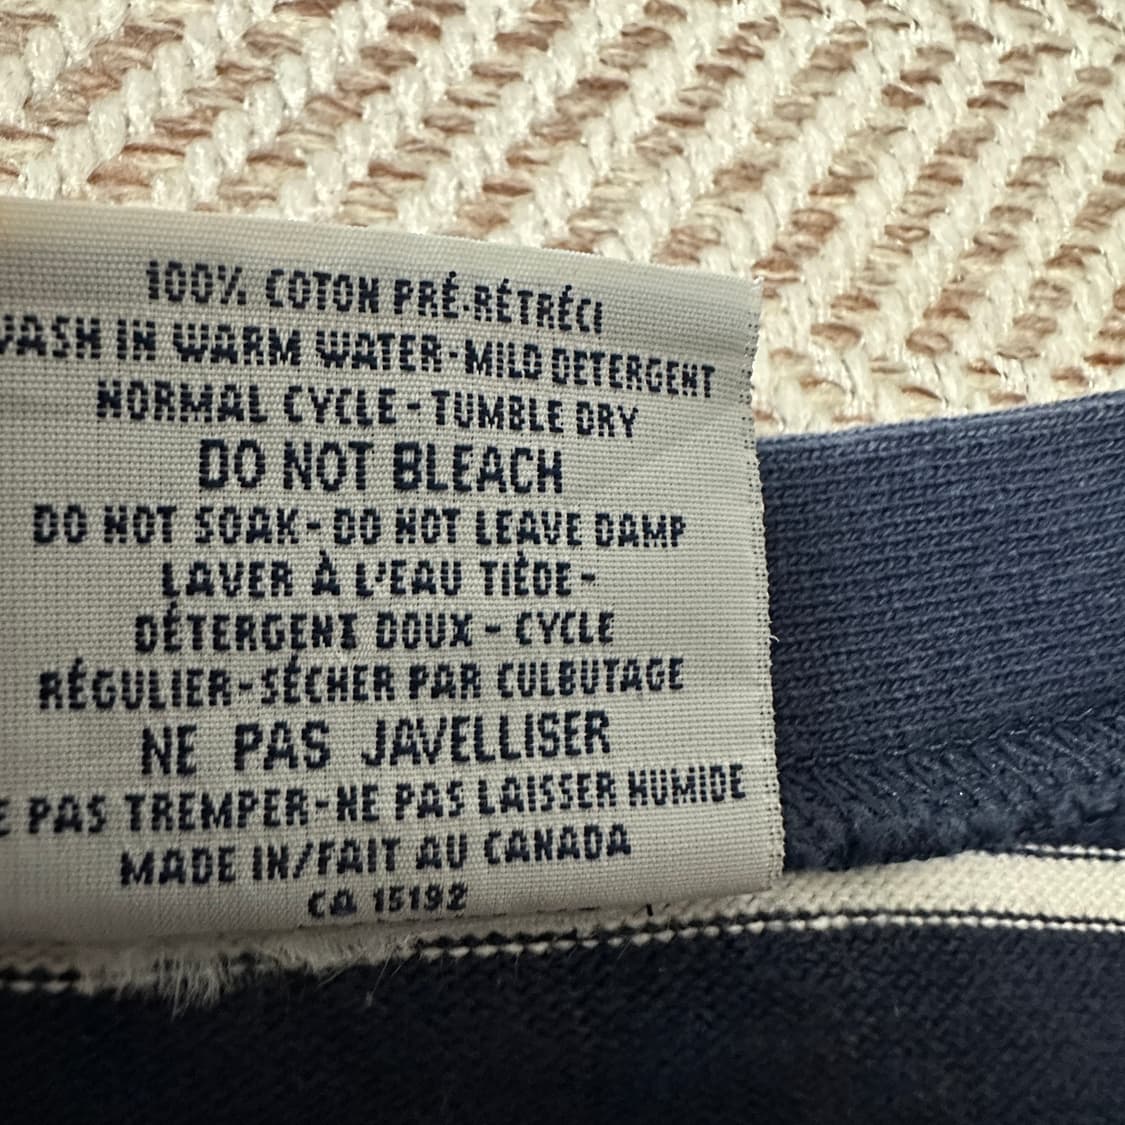 100% COTON PRÉ-RÉTRÉCI
WASH IN WARM WATER-MILD DETERGENT
NORMAL CYCLE-TUMBLE DRY
DO NOT BLEACH
DO NOT SOAK-DO NOT LEAVE DAMP
LAVER À L'EAU TIÈDE-
DÉTERGENT DOUX - CYCLE
RÉGULIER-SÉCHER PAR CULBUTAGE
NE PAS JAVELLISER
E PAS TREMPER-NE PAS LAISSER HUMIDE
MADE IN/FAIT AU CANADA
CA 15192